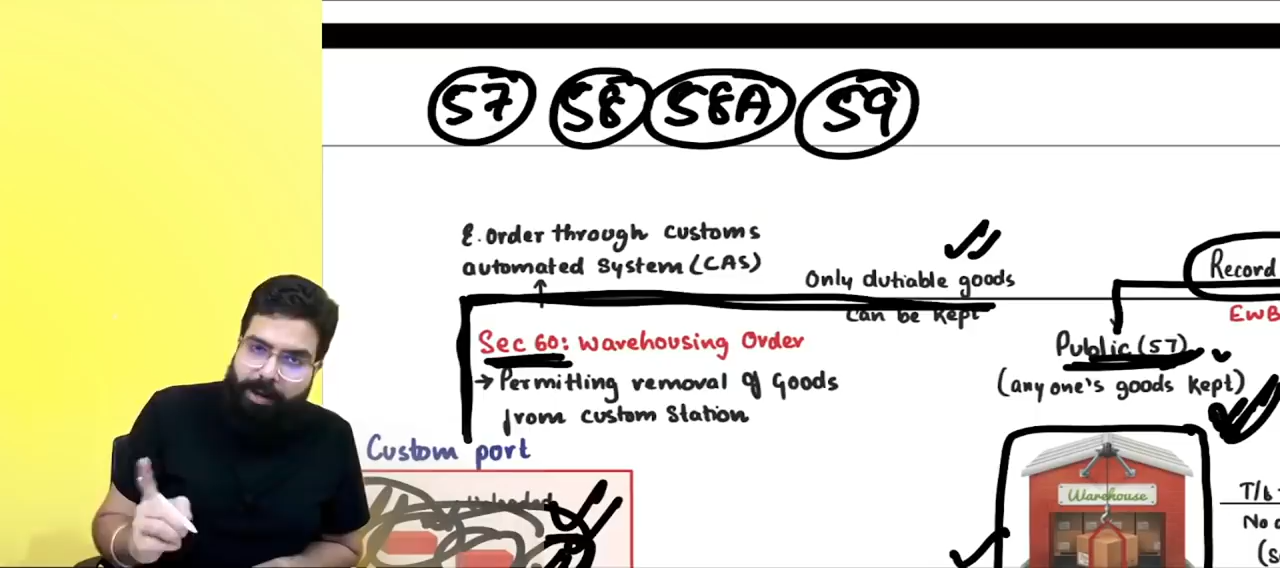 57 58 58A 59
E. Order through customs
automated System (CAS)
Only dutiable goods
can be kept
Sec 60: Warehousing Order
→ Permitting removal of Goods
from custom Station
Custom port
Unloaded
Record
EWB
Public (57)
(any one's goods kept)
Warehouse
T/b
No